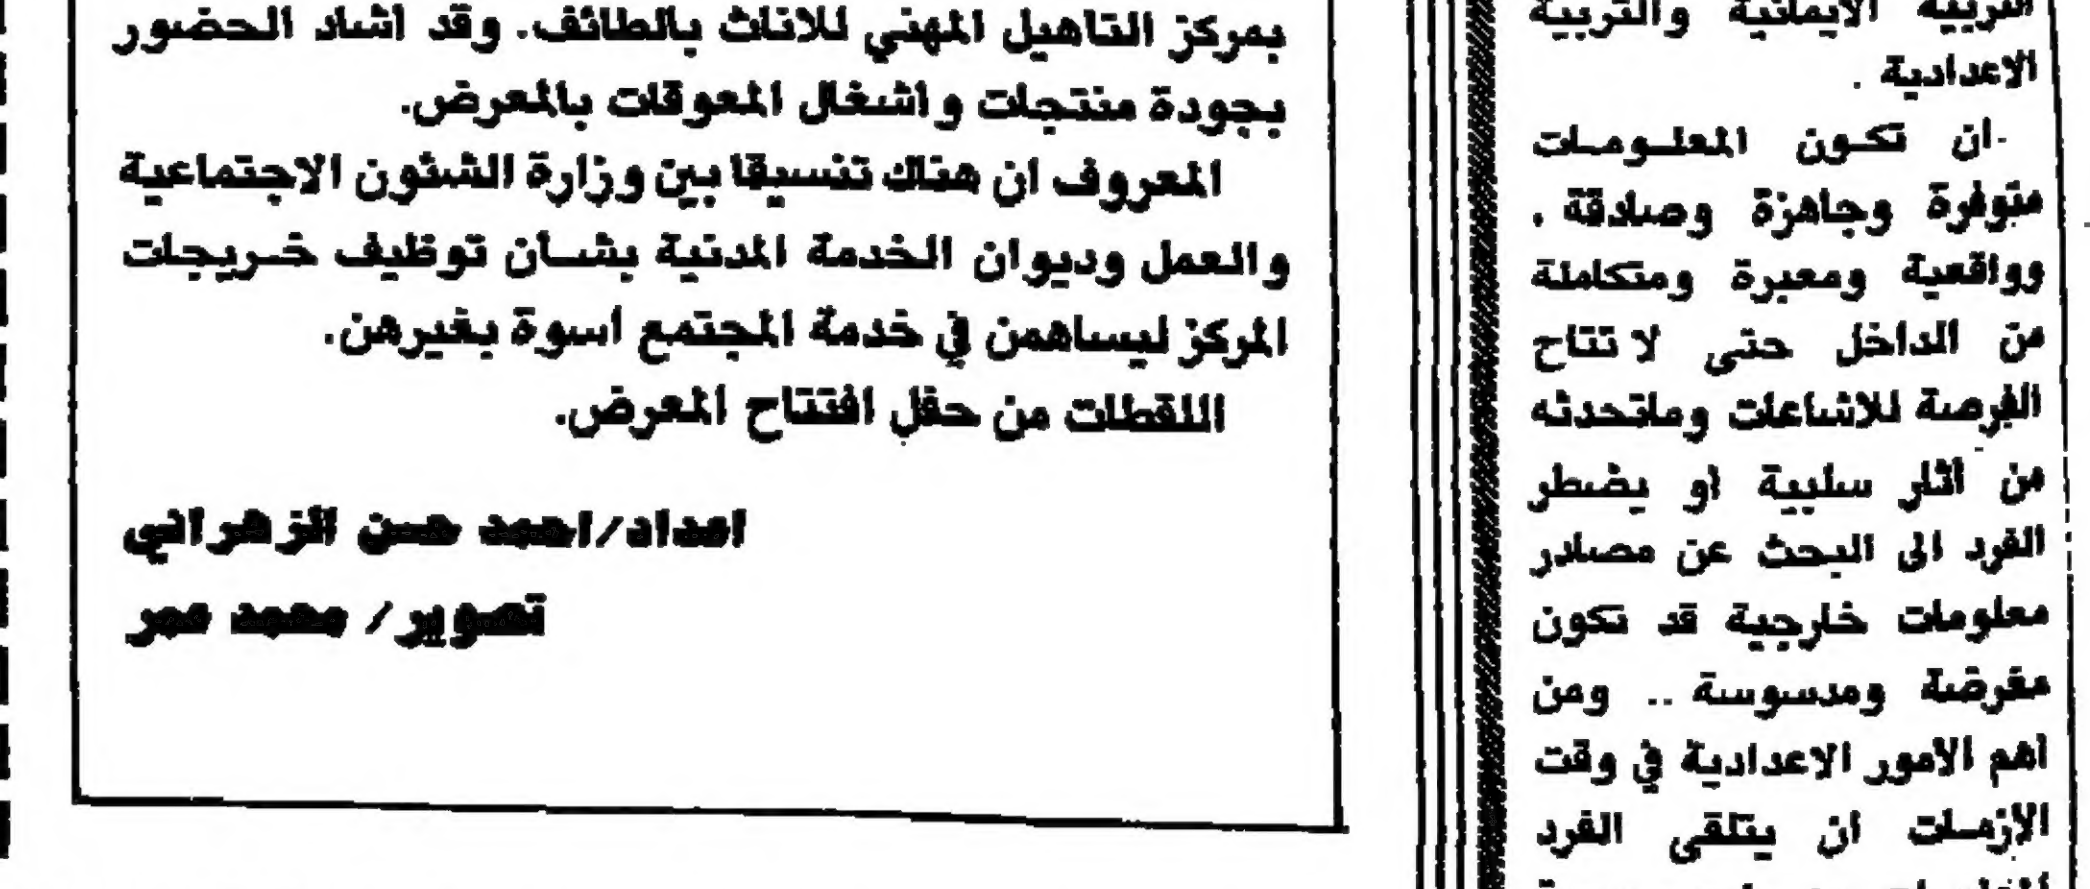 التربية الايمانية والتربية
الاعدادية .
-ان تكون المعلومات
متوفرة وجاهزة وصادقة .
وواقعية ومعبرة ومتكاملة
من الداخل حتى لا تتاح
الفرصة للاشاعات وماتحدثه
من اثار سلبية او يضطر
الفرد الى البحث عن مصادر
معلومات خارجية قد تكون
مغرضة ومدسوسة .. ومن
اهم الامور الاعدادية في وقت
الازمات ان يتلقى الفرد
بمركز التاهيل المهني للاناث بالطائف. وقد اشاد الحضور
بجودة منتجات واشغال المعوقات بالمعرض.
المعروف ان هناك تنسيقا بين وزارة الشئون الاجتماعية
والعمل وديوان الخدمة المدنية بشأن توظيف خريجات
المركز ليساهمن في خدمة المجتمع اسوة بغيرهن.
اللقطات من حفل افتتاح المعرض.
اعداد/احمد حسن الزهراني
تصوير/ محمد عمر